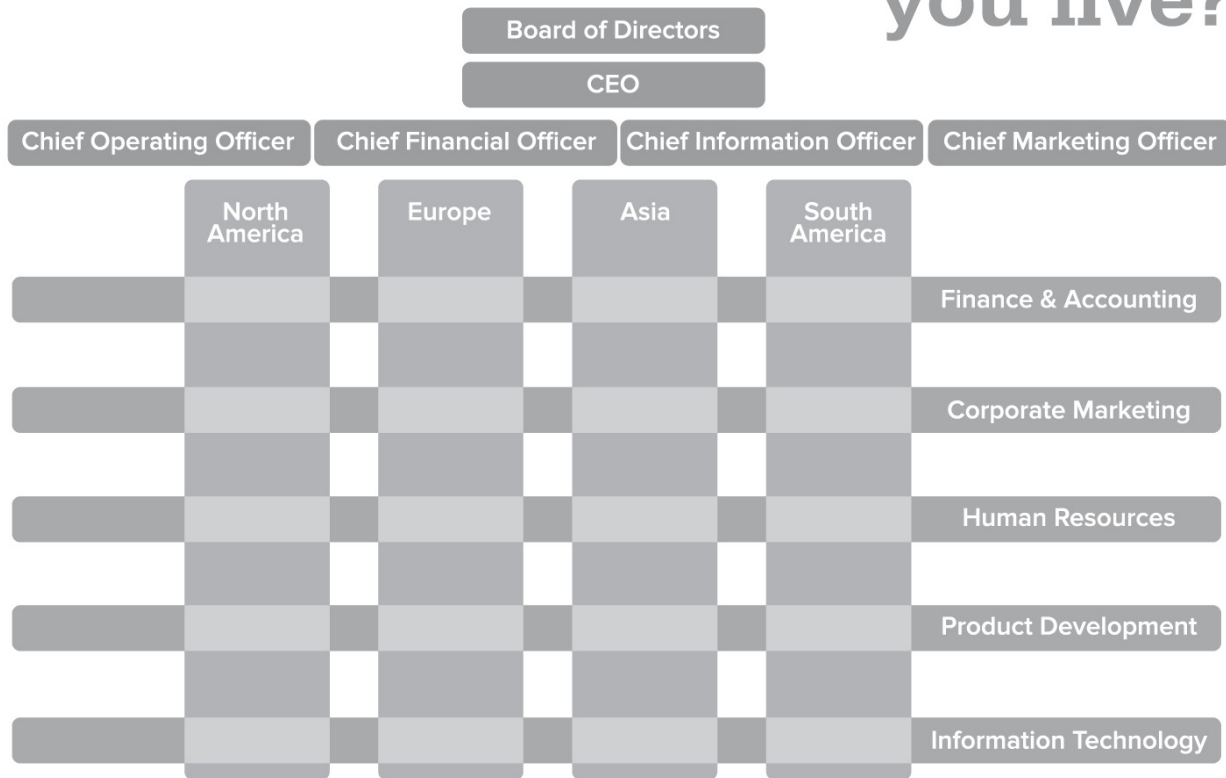 you live?
Board of Directors
CEO
Chief Operating Officer
Chief Financial Officer
Chief Information Officer
Chief Marketing Officer
North
America
Europe
Asia
South
America
Finance & Accounting
Corporate Marketing
Human Resources
Product Development
Information Technology